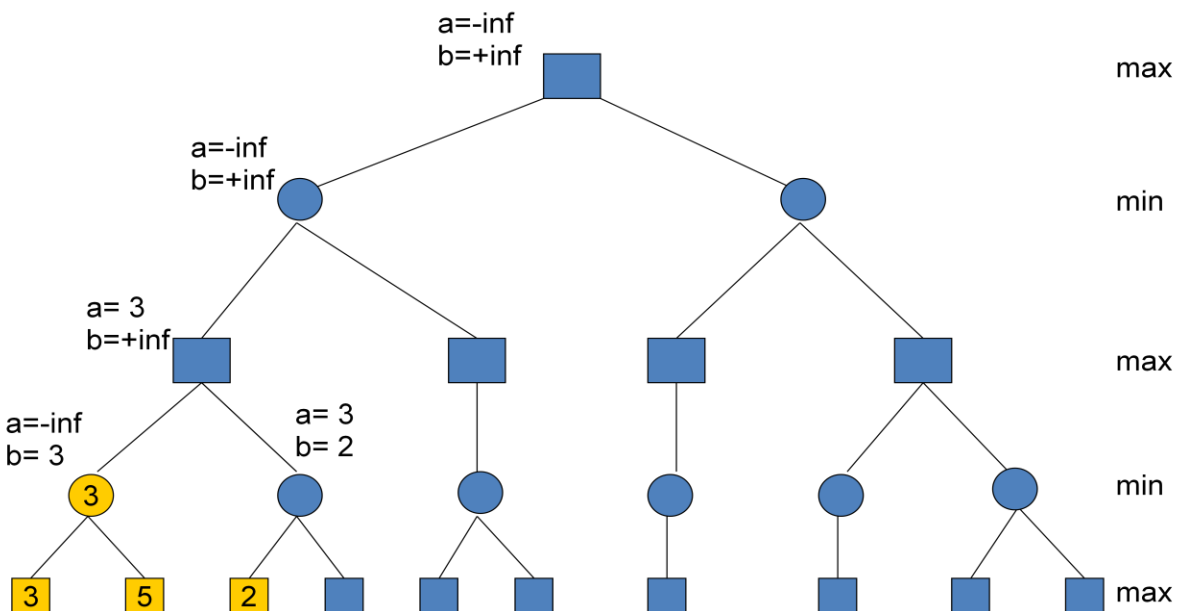 a=-inf
b=+inf
max
a=-inf
b=+inf
min
a= 3
b=+inf
max
a=-inf
b= 3
a= 3
b= 2
3
min
3
5
2
max